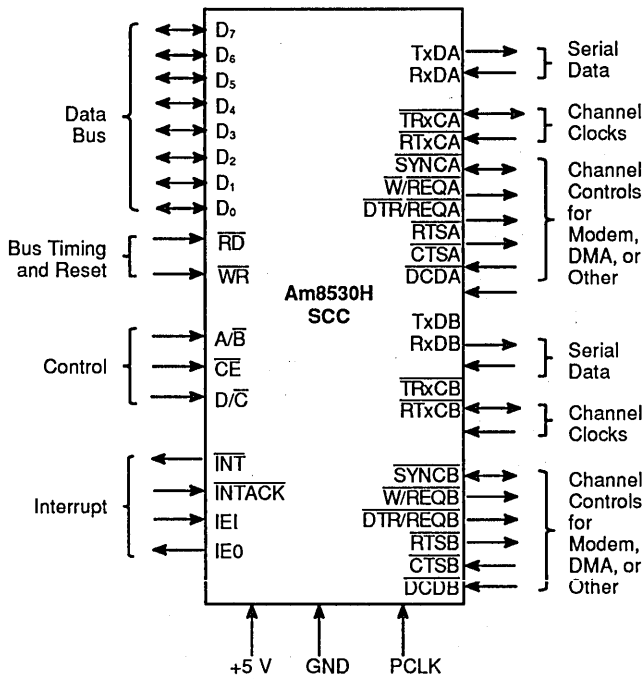 D7
D6
D5
D4
D3
D2
D1
D0
Data
Bus
RD
WR
Bus Timing
and Reset
A/B
CE
D/C
Control
INT
INTACK
IEI
IE0
Interrupt
Am8530H
SCC
TxDA
RxDA
Serial
Data
TRxCA
RTxCA
Channel
Clocks
SYNCA
W/REQA
DTR/REQA
RTSA
CTSA
DCDA
Channel
Controls
for
Modem,
DMA, or
Other
TxDB
RxDB
Serial
Data
TRxCB
RTxCB
Channel
Clocks
SYNCB
W/REQB
DTR/REQB
RTSB
CTSB
DCDB
Channel
Controls
for
Modem,
DMA, or
Other
+5 V
GND
PCLK